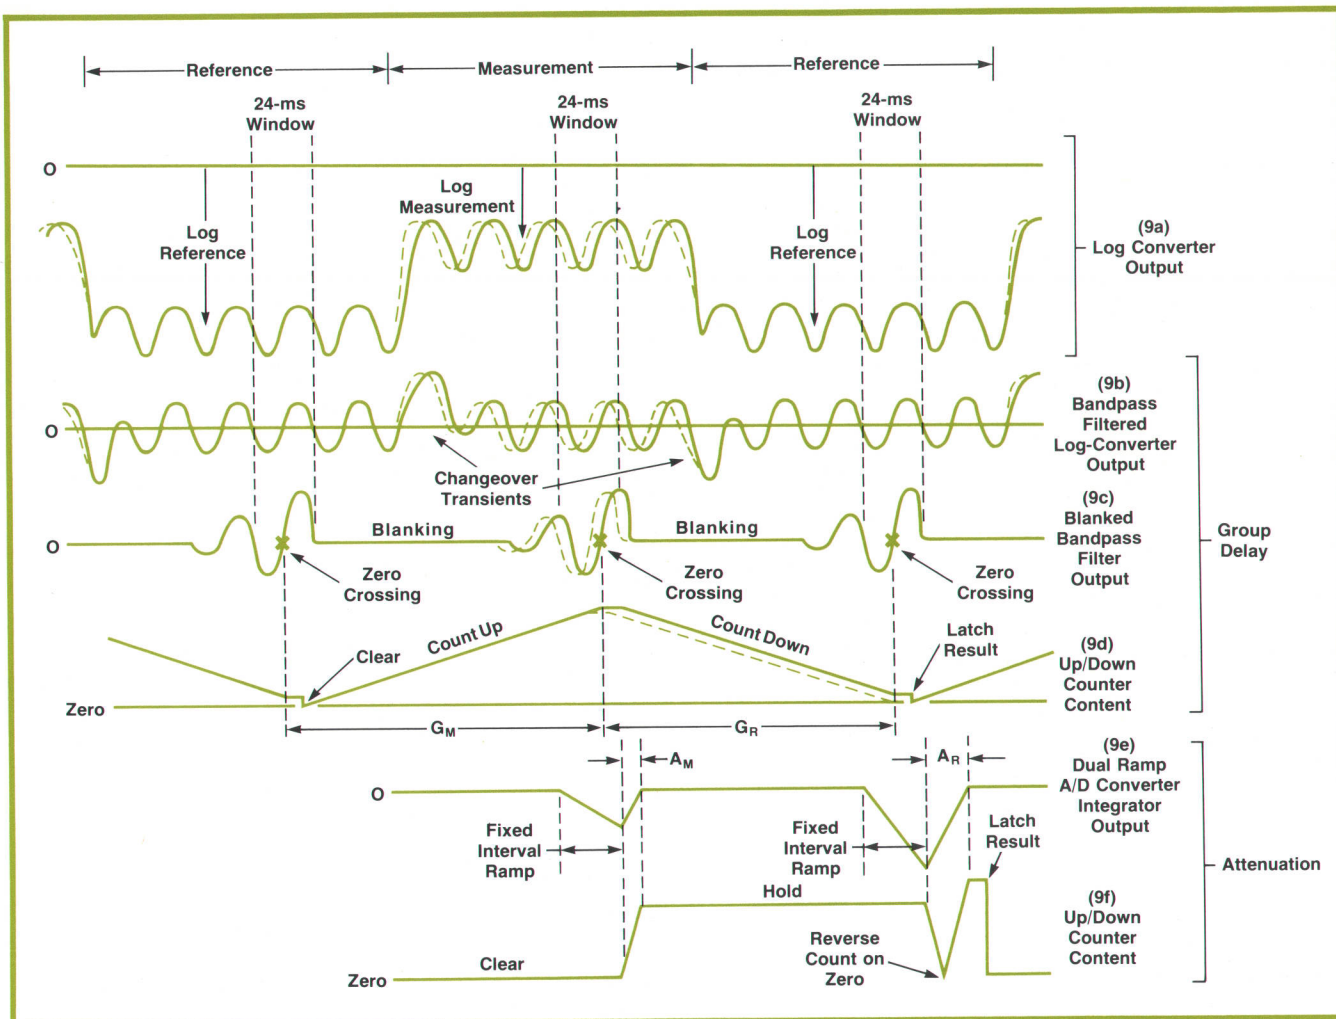 Reference
Measurement
Reference
24-ms
Window
24-ms
Window
24-ms
Window
O
Log
Measurement
Log
Reference
Log
Reference
(9a)
Log Converter
Output
O
Changeover
Transients
(9b)
Bandpass
Filtered
Log-Converter
Output
O
Blanking
Blanking
Zero
Crossing
Zero
Crossing
Zero
Crossing
(9c)
Blanked
Bandpass
Filter
Output
Group
Delay
Clear
Count Up
Count Down
Latch
Result
Zero
(9d)
Up/Down
Counter
Content
GM
GR
AM
AR
O
Fixed
Interval
Ramp
Fixed
Interval
Ramp
Latch
Result
(9e)
Dual Ramp
A/D Converter
Integrator
Output
Attenuation
Hold
Clear
Zero
Reverse
Count on
Zero
(9f)
Up/Down
Counter
Content